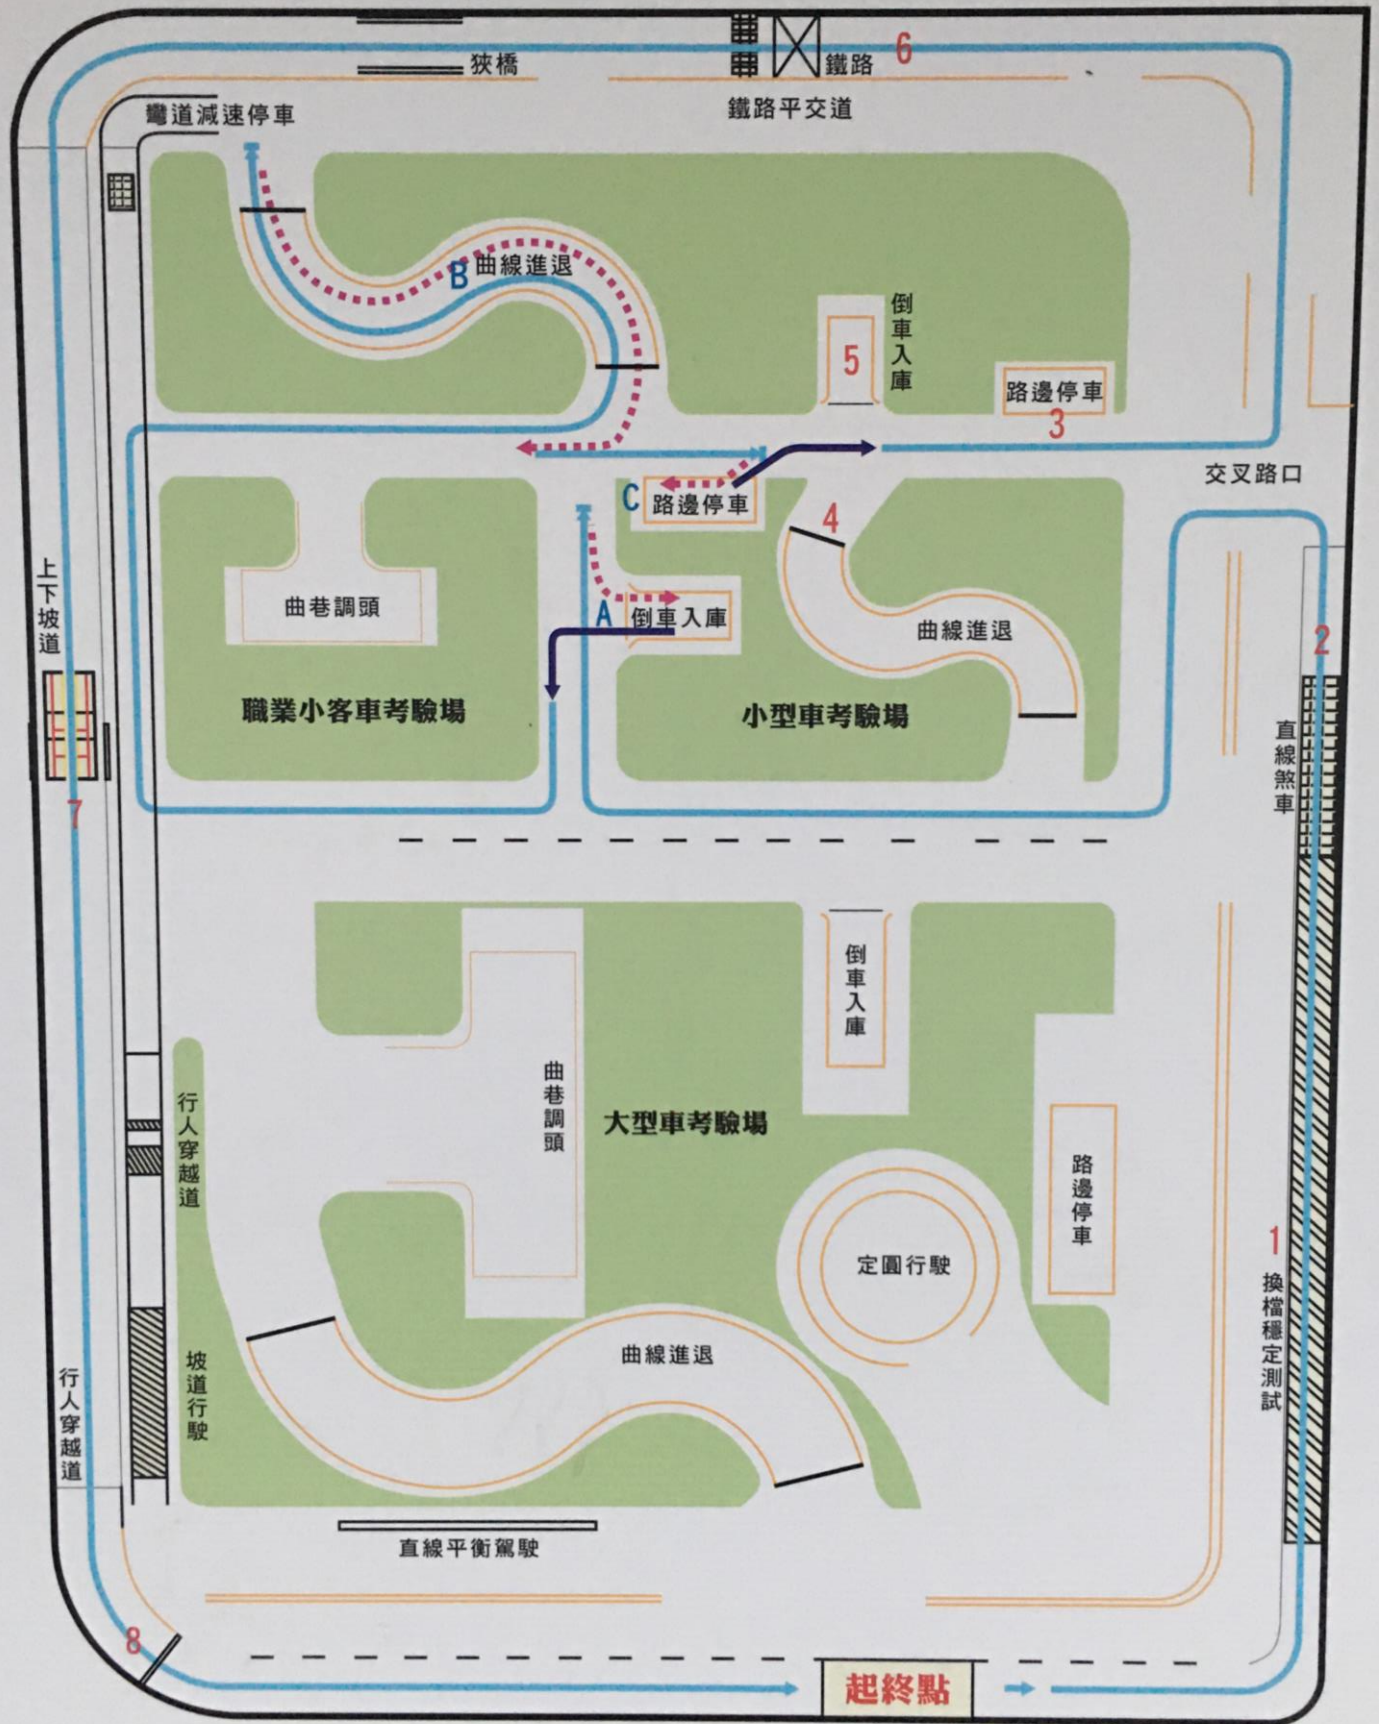 6
狹橋
鐵路
彎道減速停車
鐵路平交道
B
曲線進退
倒車入庫
5
路邊停車
3
交叉路口
C
路邊停車
4
上下坡道
曲巷調頭
A
倒車入庫
曲線進退
2
職業小客車考驗場
小型車考驗場
直線煞車
7
倒車入庫
曲巷調頭
大型車考驗場
行人穿越道
路邊停車
1
換檔穩定測試
定圓行駛
曲線進退
坡道行駛
行人穿越道
直線平衡駕駛
8
起終點